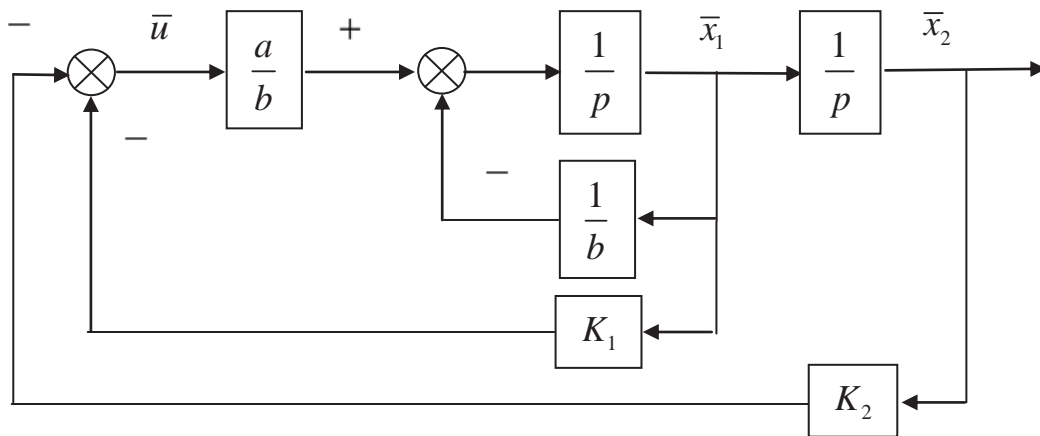 − u̅ a/b + 1/p x̅₁ 1/p x̅₂
−
− 1/b
K₁
K₂